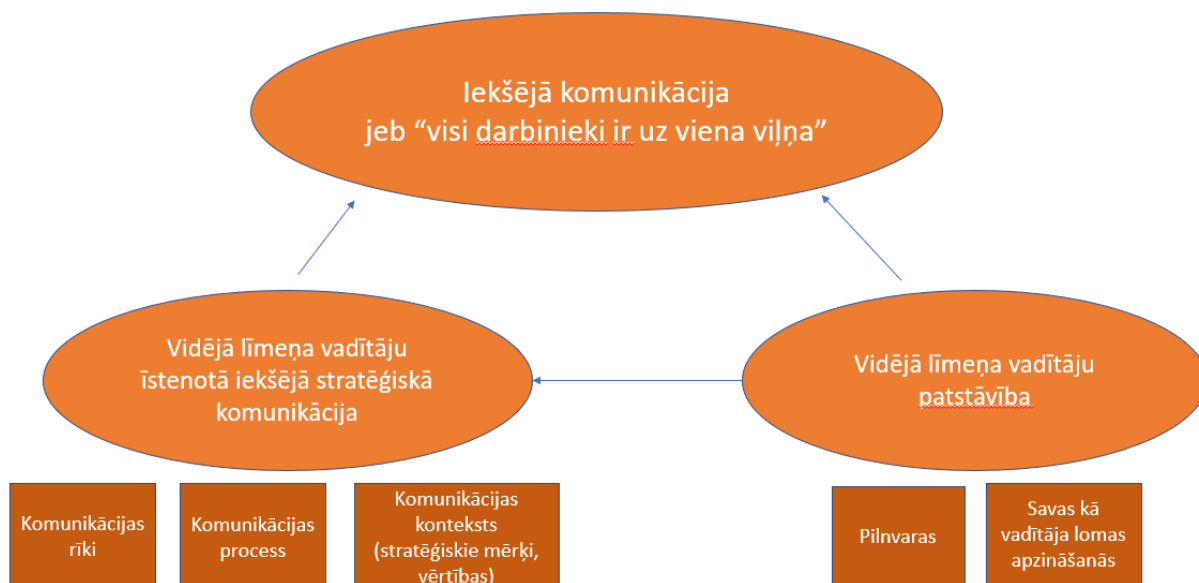 Iekšējā komunikācija
jeb “visi darbinieki ir uz viena viļņa”
Vidējā līmeņa vadītāju
īstenotā iekšējā stratēģiskā
komunikācija
Vidējā līmeņa vadītāju
patstāvība
Komunikācijas
rīki
Komunikācijas
process
Komunikācijas
konteksts
(stratēģiskie mērķi,
vērtības)
Pilnvaras
Savas kā
vadītāja lomas
apzināšanās